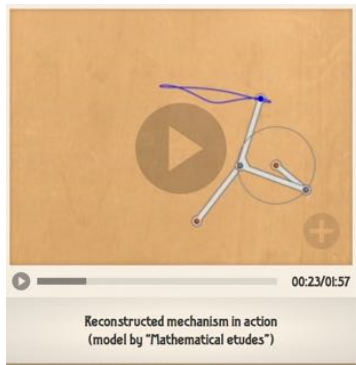 00:23/01:57
Reconstructed mechanism in action
(model by "Mathematical etudes")